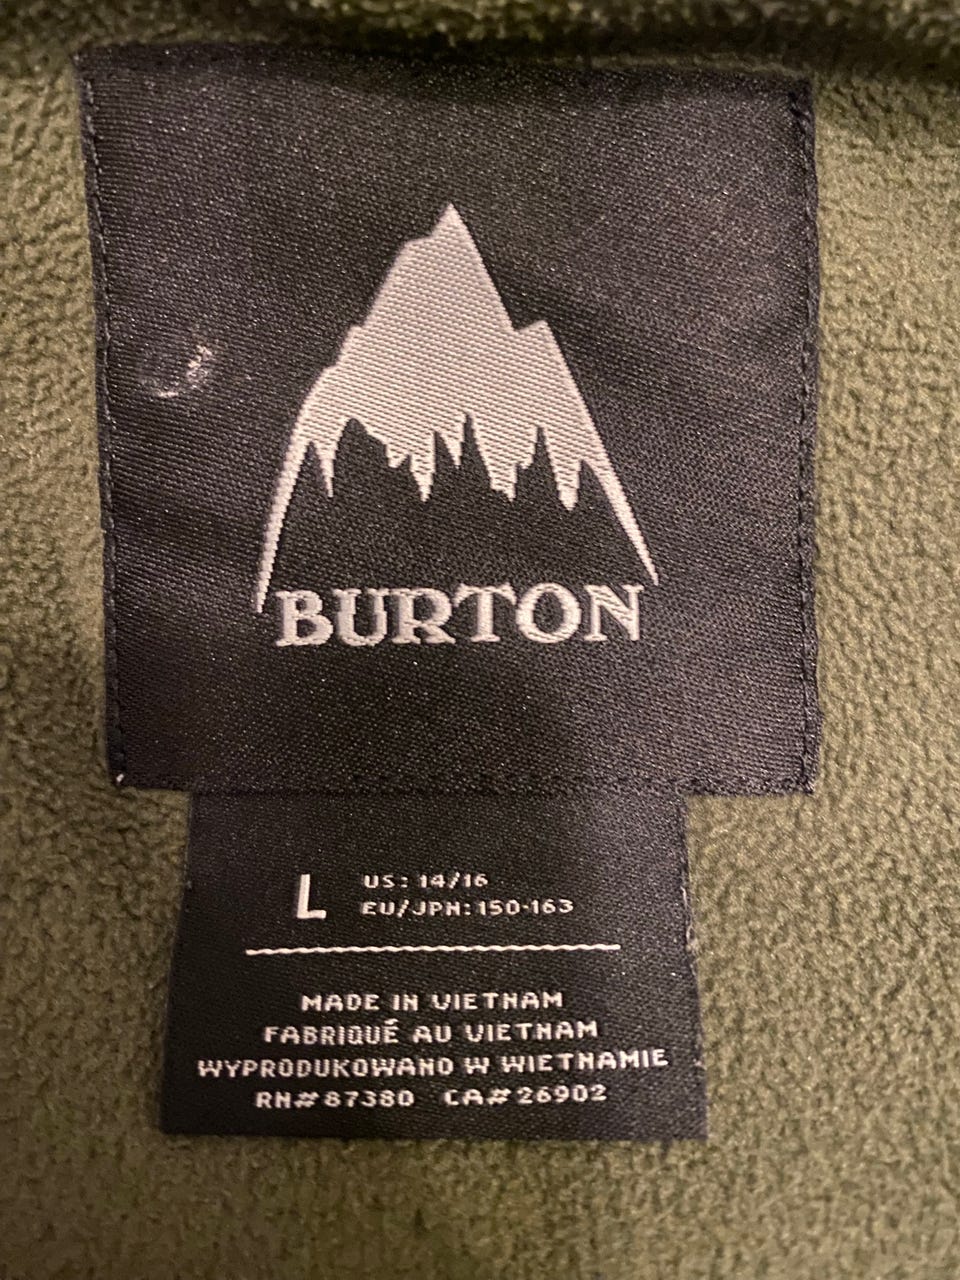 BURTON
L
US: 14/16
EU/JPN: 150-163
MADE IN VIETNAM
FABRIQUÉ AU VIETNAM
WYPRODUKOWANO W WIETNAMIE
RN# 87380 CA# 26902